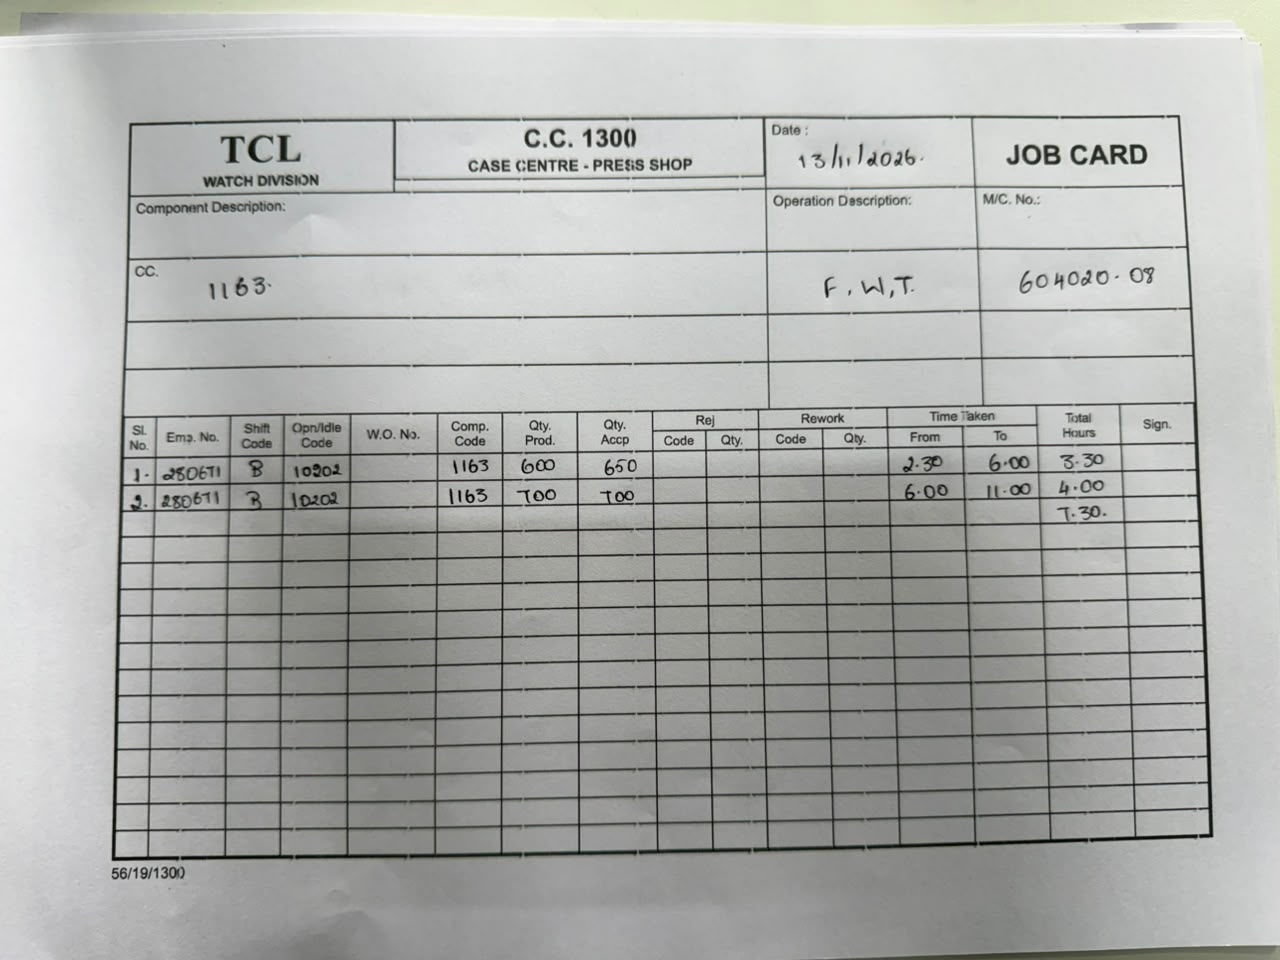 TCL
WATCH DIVISION
C.C. 1300
CASE CENTRE - PRESS SHOP
Date :
13/11/2026.
JOB CARD
Component Description:
Operation Description:
M/C. No.:
CC.
1163.
F.W.T.
604020-08
Sl. No. Emp. No. Shift Code Opn/Idle Code W.O. No. Comp. Code Qty. Prod. Qty. Accp Rej Code Qty. Rework Code Qty. Time Taken From To Total Hours Sign.
1. 280671 B 10202 1163 600 650 2.30 6.00 3.30
2. 280671 B 10202 1163 700 700 6.00 11.00 4.00
7.30.
56/19/1300